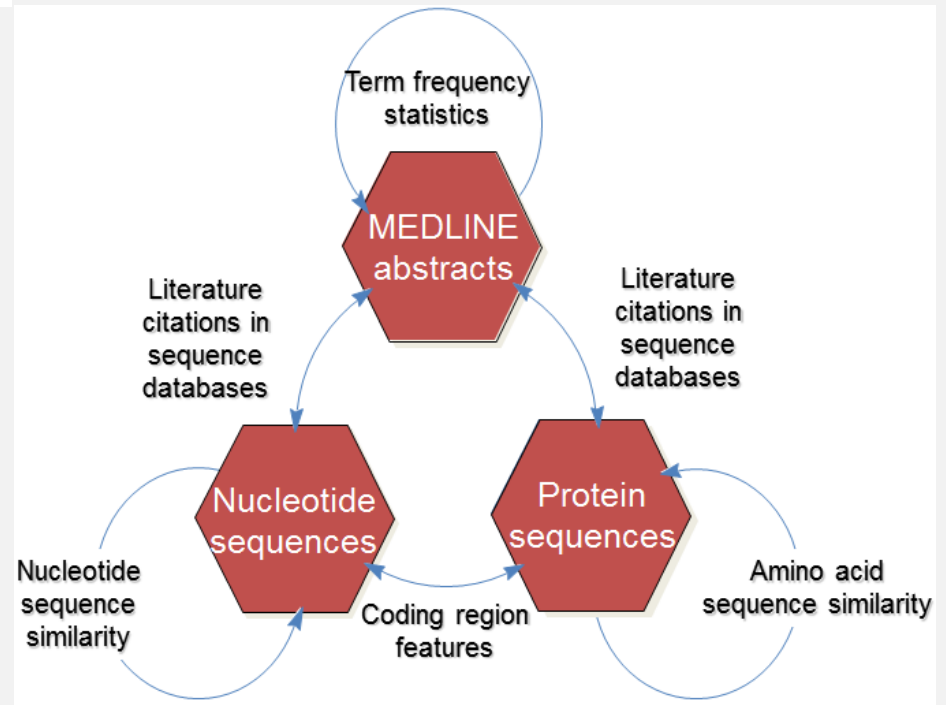 Term frequency
statistics
MEDLINE
abstracts
Literature
citations in
sequence
databases
Literature
citations in
sequence
databases
Nucleotide
sequences
Protein
sequences
Nucleotide
sequence
similarity
Coding region
features
Amino acid
sequence similarity